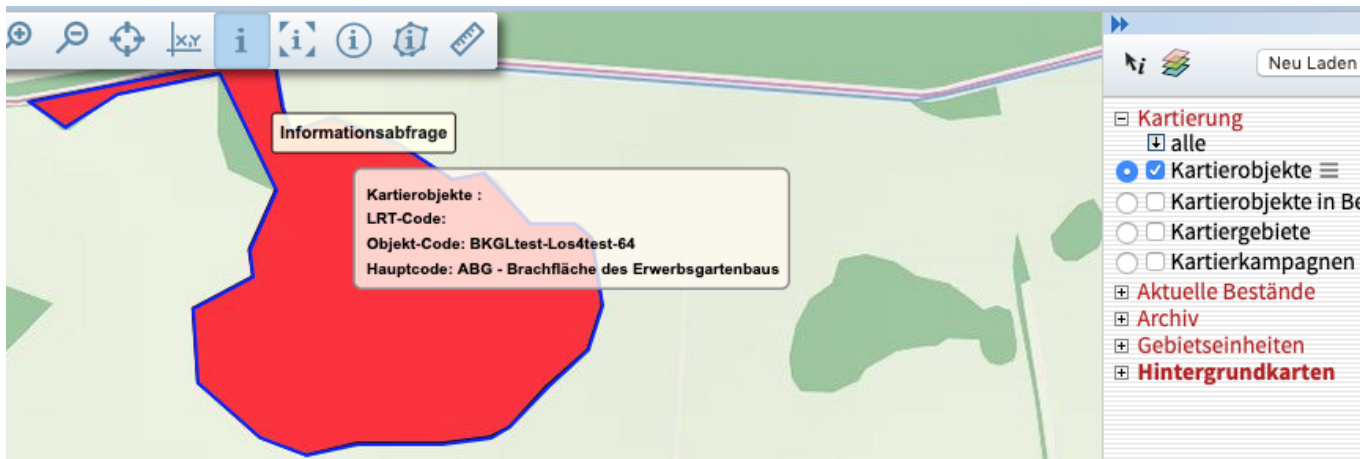 x,y
i
i
i
i
Neu Laden
Informationsabfrage
Kartierobjekte :
LRT-Code:
Objekt-Code: BKGLtest-Los4test-64
Hauptcode: ABG - Brachfläche des Erwerbsgartenbaus
i
Kartierung
alle
Kartierobjekte
Kartierobjekte in Be
Kartiergebiete
Kartierkampagnen
Aktuelle Bestände
Archiv
Gebietseinheiten
Hintergrundkarten